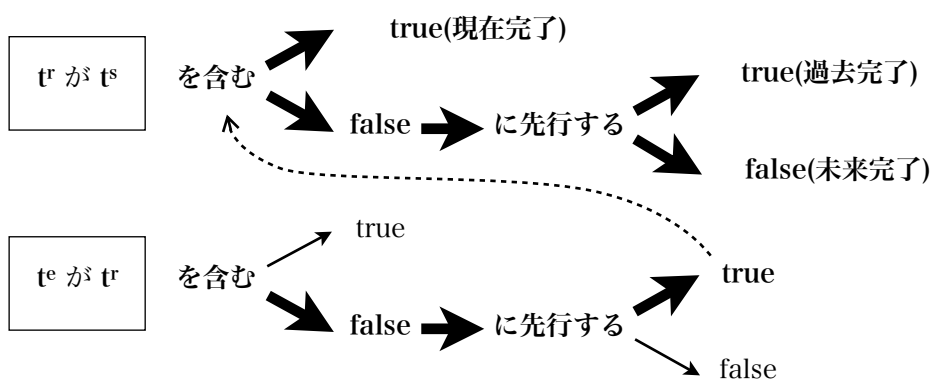 true(現在完了)
tʳ が tˢ を含む
true(過去完了)
false に先行する
false(未来完了)
true
tᵉ が tʳ を含む
true
false に先行する
false